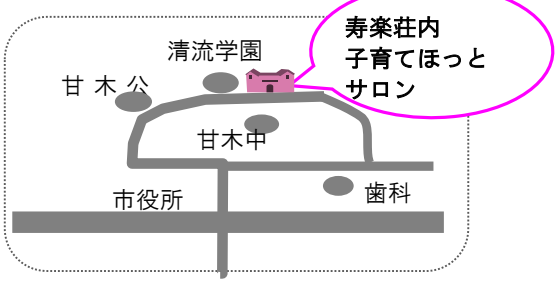 寿楽荘内
子育てほっと
サロン
清流学園
甘 木 公
甘木中
市役所
歯科